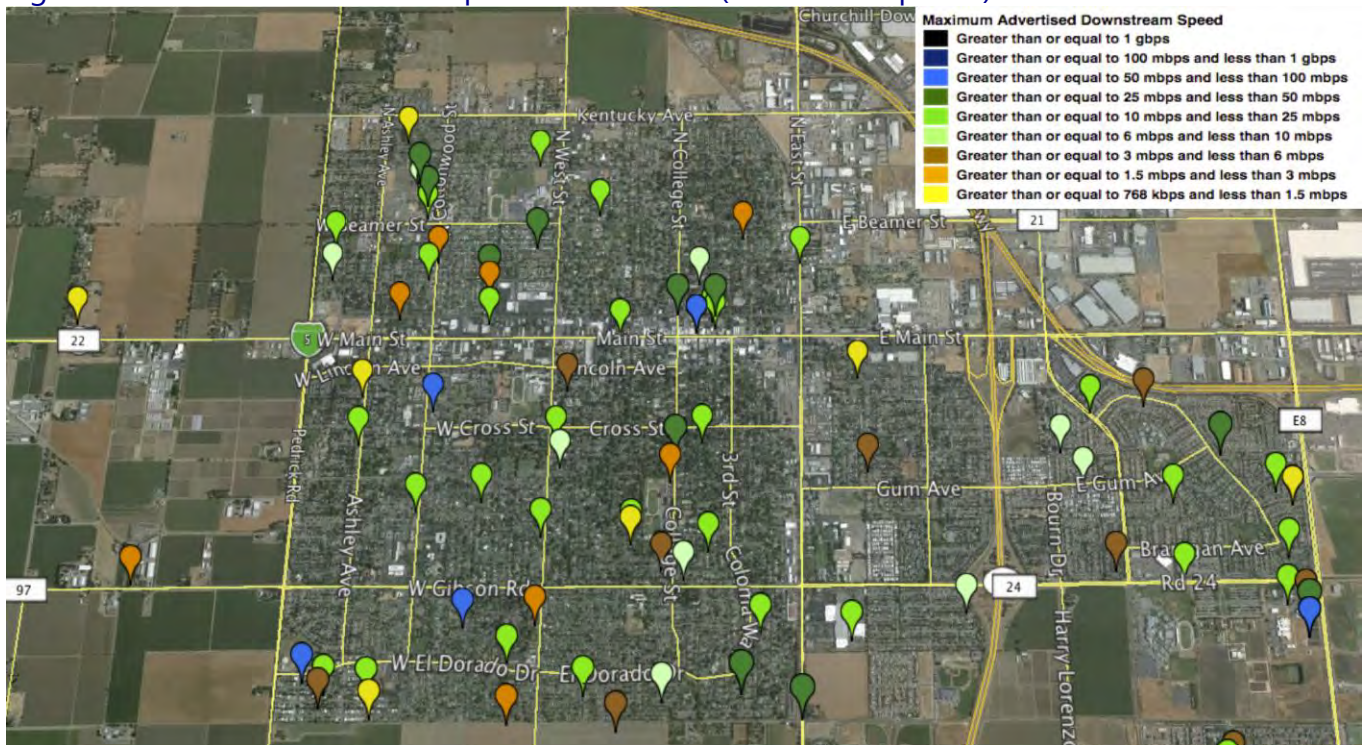 Churchill Dow
Maximum Advertised Downstream Speed
Greater than or equal to 1 gbps
Greater than or equal to 100 mbps and less than 1 gbps
Greater than or equal to 50 mbps and less than 100 mbps
Greater than or equal to 25 mbps and less than 50 mbps
Greater than or equal to 10 mbps and less than 25 mbps
Greater than or equal to 6 mbps and less than 10 mbps
Greater than or equal to 3 mbps and less than 6 mbps
Greater than or equal to 1.5 mbps and less than 3 mbps
Greater than or equal to 768 kbps and less than 1.5 mbps
Kentucky Ave
N Ashley Ave
Cottonwood St
N West St
N College St
N East St
W Beamer St
E Beamer St
21
22
5
W Main St
Main St
E Main St
W Lincoln Ave
Lincoln Ave
W Cross St
Cross St
E8
Pedrick Rd
3rd St
Gum Ave
E Gum Av
Ashley Ave
College St
Colonia Wa
Bourn Dr
Ave
97
W Gibson Rd
24
Rd 24
W El Dorado Dr
El Dorado Dr
Harry Lorenzo